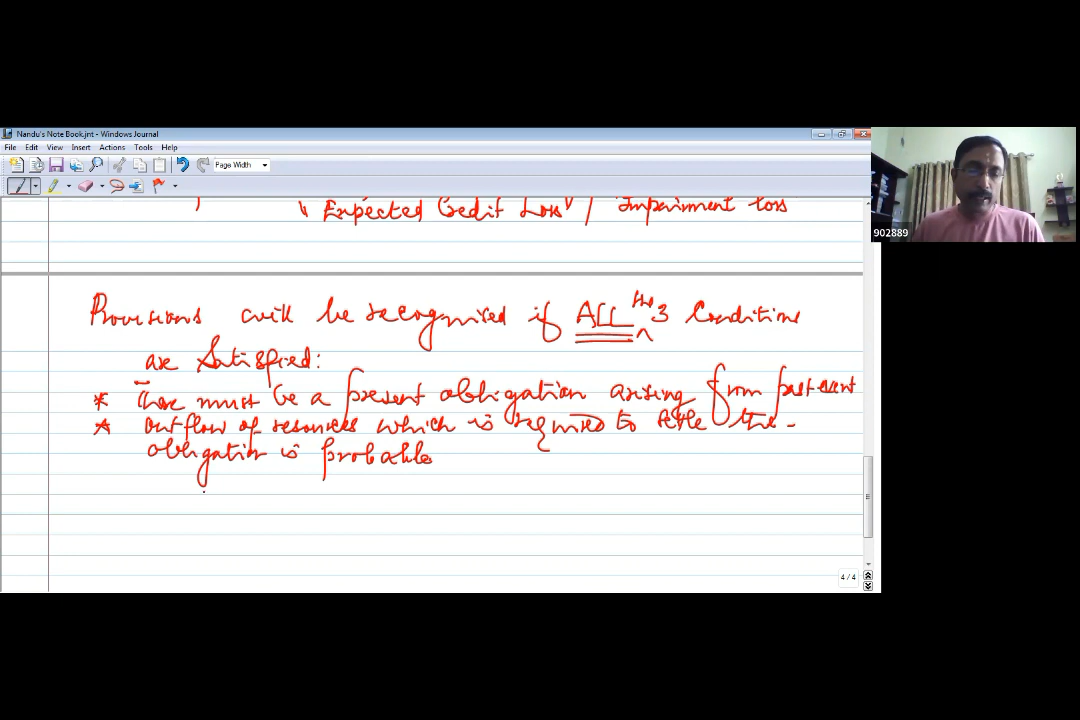 Nandu's Note Book.jnt - Windows Journal
File Edit View Insert Actions Tools Help
Page Width
"Expected Credit Loss" / Impairment loss
902889
Provisions will be recognised if ALL the 3 Conditions
are Satisfied:
* There must be a present obligation arising from past event
* Outflow of resources which is required to settle the -
obligation is probable
4 / 4